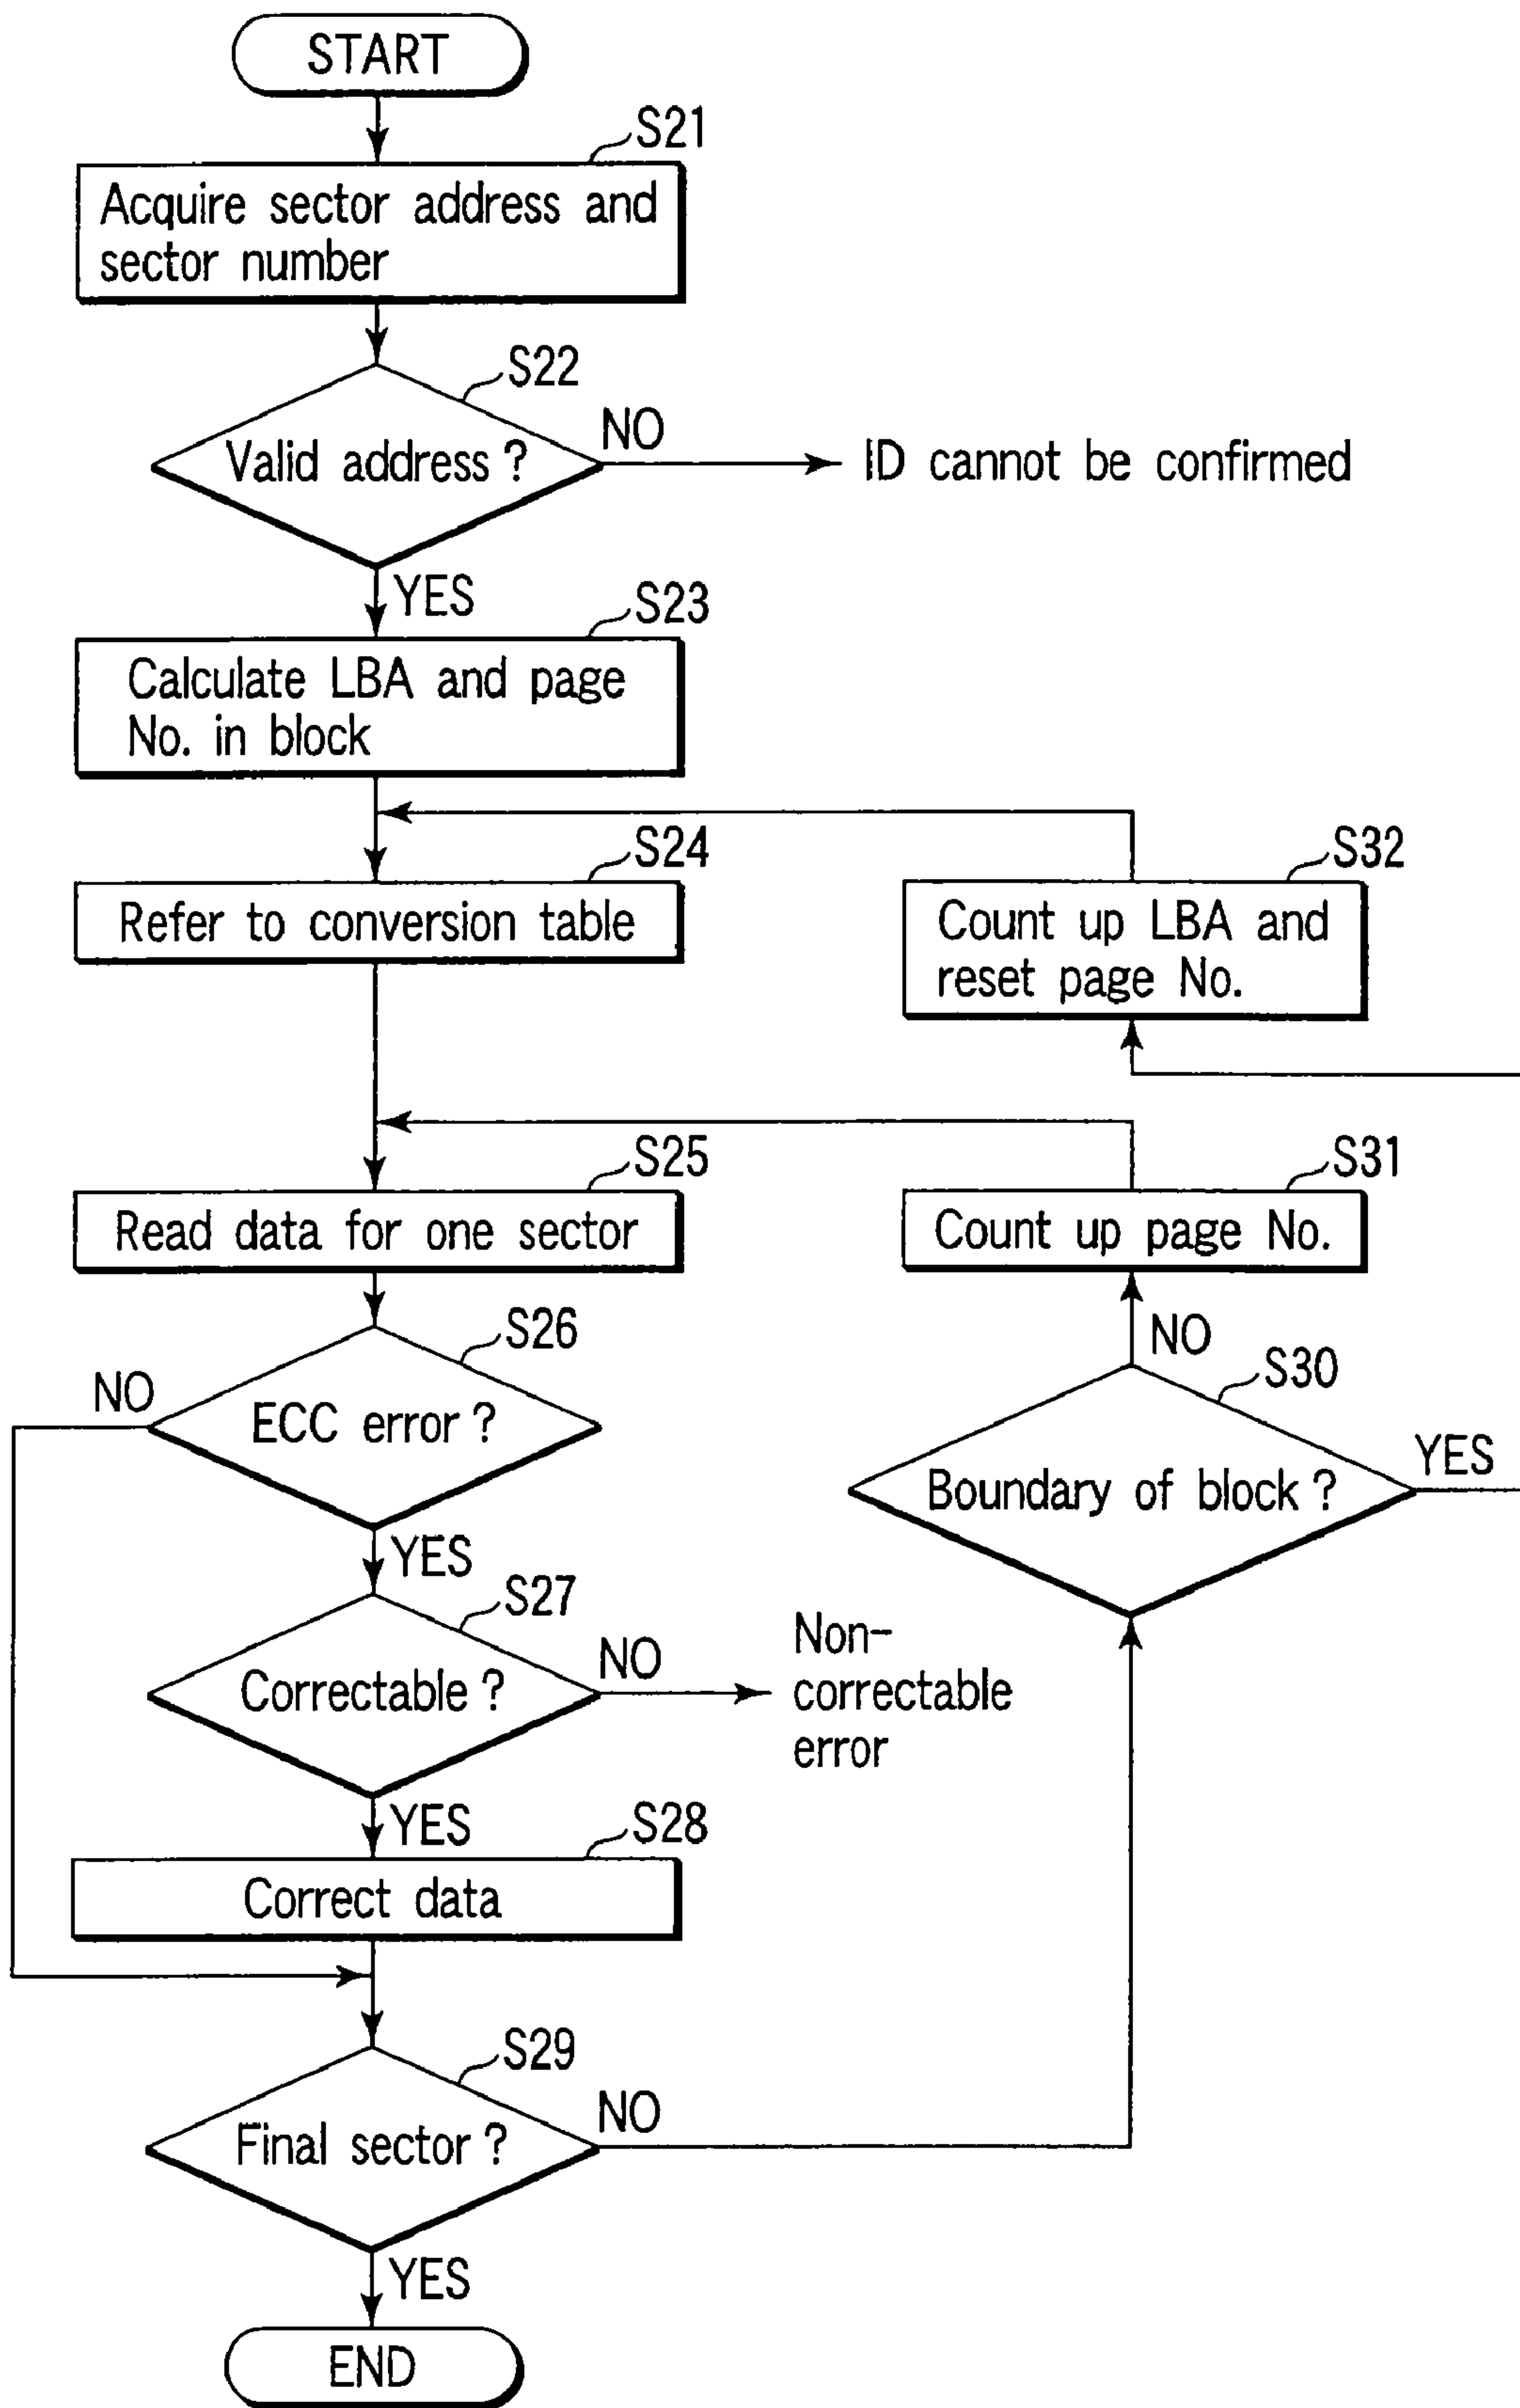 START
S21
Acquire sector address and
sector number
S22
Valid address ?
NO
ID cannot be confirmed
YES
S23
Calculate LBA and page
No. in block
S24
Refer to conversion table
S32
Count up LBA and
reset page No.
S25
Read data for one sector
S31
Count up page No.
S26
NO
ECC error ?
YES
NO
S30
Boundary of block ?
YES
S27
Correctable ?
NO
Non-
correctable
error
YES
S28
Correct data
S29
Final sector ?
NO
YES
END